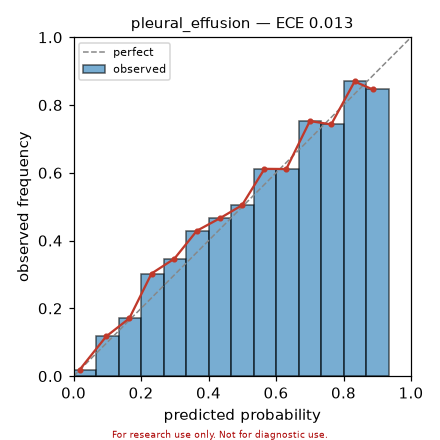 pleural_effusion — ECE 0.013
perfect
observed
1.0
0.8
0.6
0.4
0.2
0.0
observed frequency
0.0 0.2 0.4 0.6 0.8 1.0
predicted probability
For research use only. Not for diagnostic use.